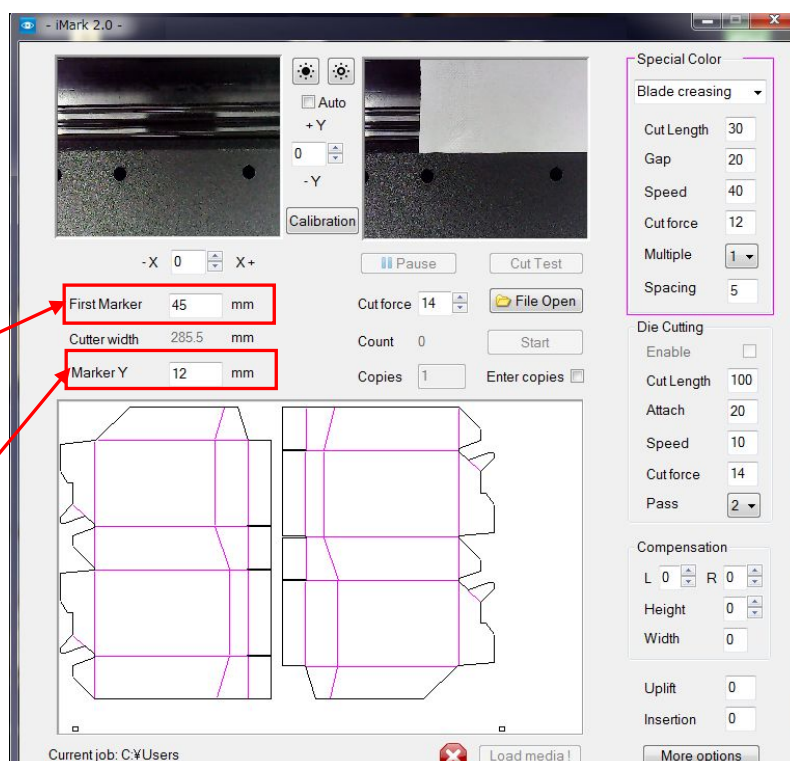 - iMark 2.0 -
Auto
+ Y
0
- Y
Calibration
-X 0 X+
First Marker 45 mm
Cutter width 285.5 mm
Marker Y 12 mm
Pause
Cut Test
Cut force 14
File Open
Count 0
Start
Copies 1
Enter copies
Special Color
Blade creasing
Cut Length 30
Gap 20
Speed 40
Cut force 12
Multiple 1
Spacing 5
Die Cutting
Enable
Cut Length 100
Attach 20
Speed 10
Cut force 14
Pass 2
Compensation
L 0 R 0
Height 0
Width 0
Uplift 0
Insertion 0
Current job: C:¥Users
Load media !
More options